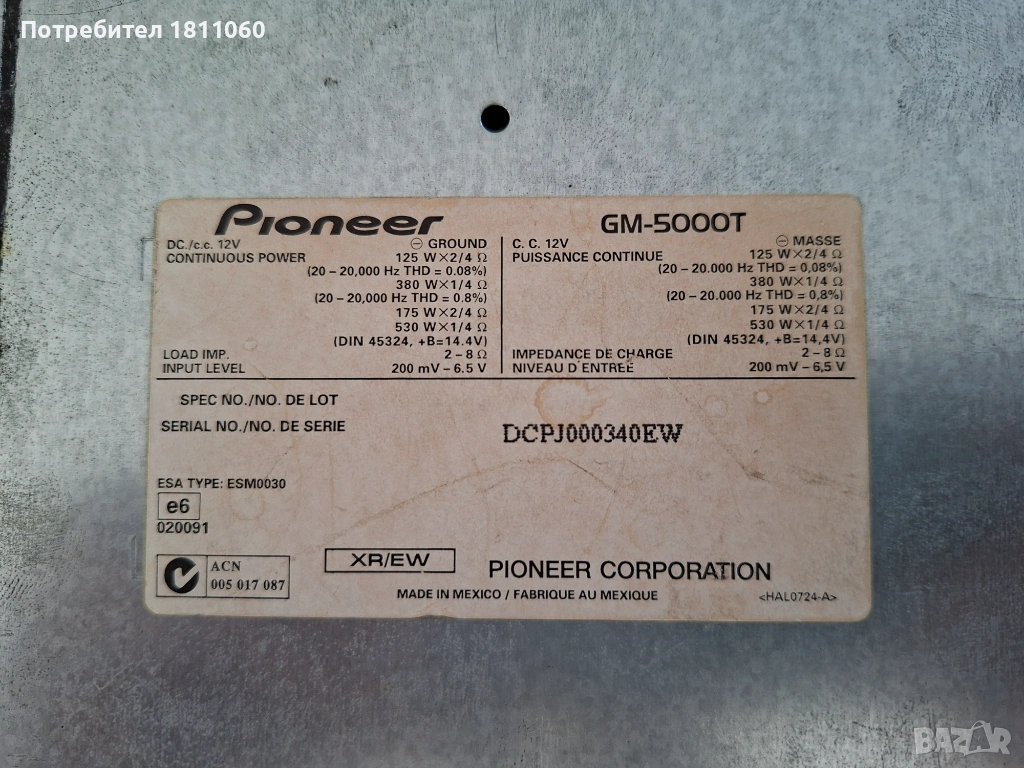 Потребител 1811060
Pioneer GM-5000T
DC./c.c. 12V ⊖ GROUND
CONTINUOUS POWER 125 W×2/4 Ω
(20 – 20,000 Hz THD = 0.08%)
380 W×1/4 Ω
(20 – 20,000 Hz THD = 0.8%)
175 W×2/4 Ω
530 W×1/4 Ω
(DIN 45324, +B=14.4V)
LOAD IMP. 2 – 8 Ω
INPUT LEVEL 200 mV – 6.5 V
C. C. 12V ⊖ MASSE
PUISSANCE CONTINUE 125 W×2/4 Ω
(20 – 20.000 Hz THD = 0,08%)
380 W×1/4 Ω
(20 – 20.000 Hz THD = 0,8%)
175 W×2/4 Ω
530 W×1/4 Ω
(DIN 45324, +B=14,4V)
IMPEDANCE DE CHARGE 2 – 8 Ω
NIVEAU D'ENTREÉ 200 mV – 6,5 V
SPEC NO./NO. DE LOT
SERIAL NO./NO. DE SERIE DCPJ000340EW
ESA TYPE: ESM0030
e6
020091
ACN
005 017 087
XR/EW
PIONEER CORPORATION
MADE IN MEXICO / FABRIQUE AU MEXIQUE
<HAL0724-A>
BAZAR